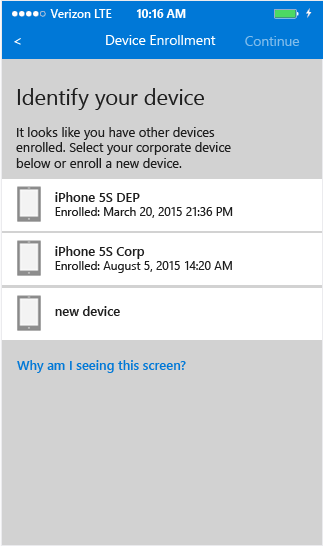 Verizon LTE 10:16 AM
< Device Enrollment Continue
Identify your device
It looks like you have other devices
enrolled. Select your corporate device
below or enroll a new device.
iPhone 5S DEP
Enrolled: March 20, 2015 21:36 PM
iPhone 5S Corp
Enrolled: August 5, 2015 14:20 AM
new device
Why am I seeing this screen?